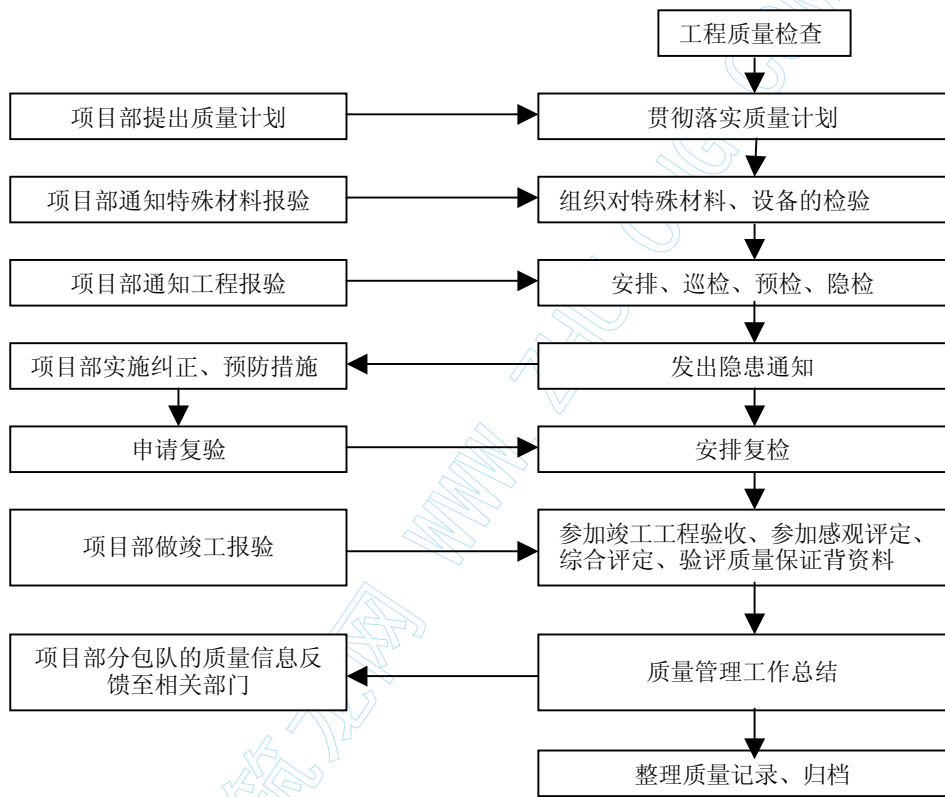 工程质量检查
项目部提出质量计划
贯彻落实质量计划
项目部通知特殊材料报验
组织对特殊材料、设备的检验
项目部通知工程报验
安排、巡检、预检、隐检
项目部实施纠正、预防措施
发出隐患通知
申请复验
安排复检
项目部做竣工报验
参加竣工工程验收、参加感观评定、
综合评定、验评质量保证背资料
项目部分包队的质量信息反
馈至相关部门
质量管理工作总结
整理质量记录、归档
筑龙网 WWW. ZHULONG. COM